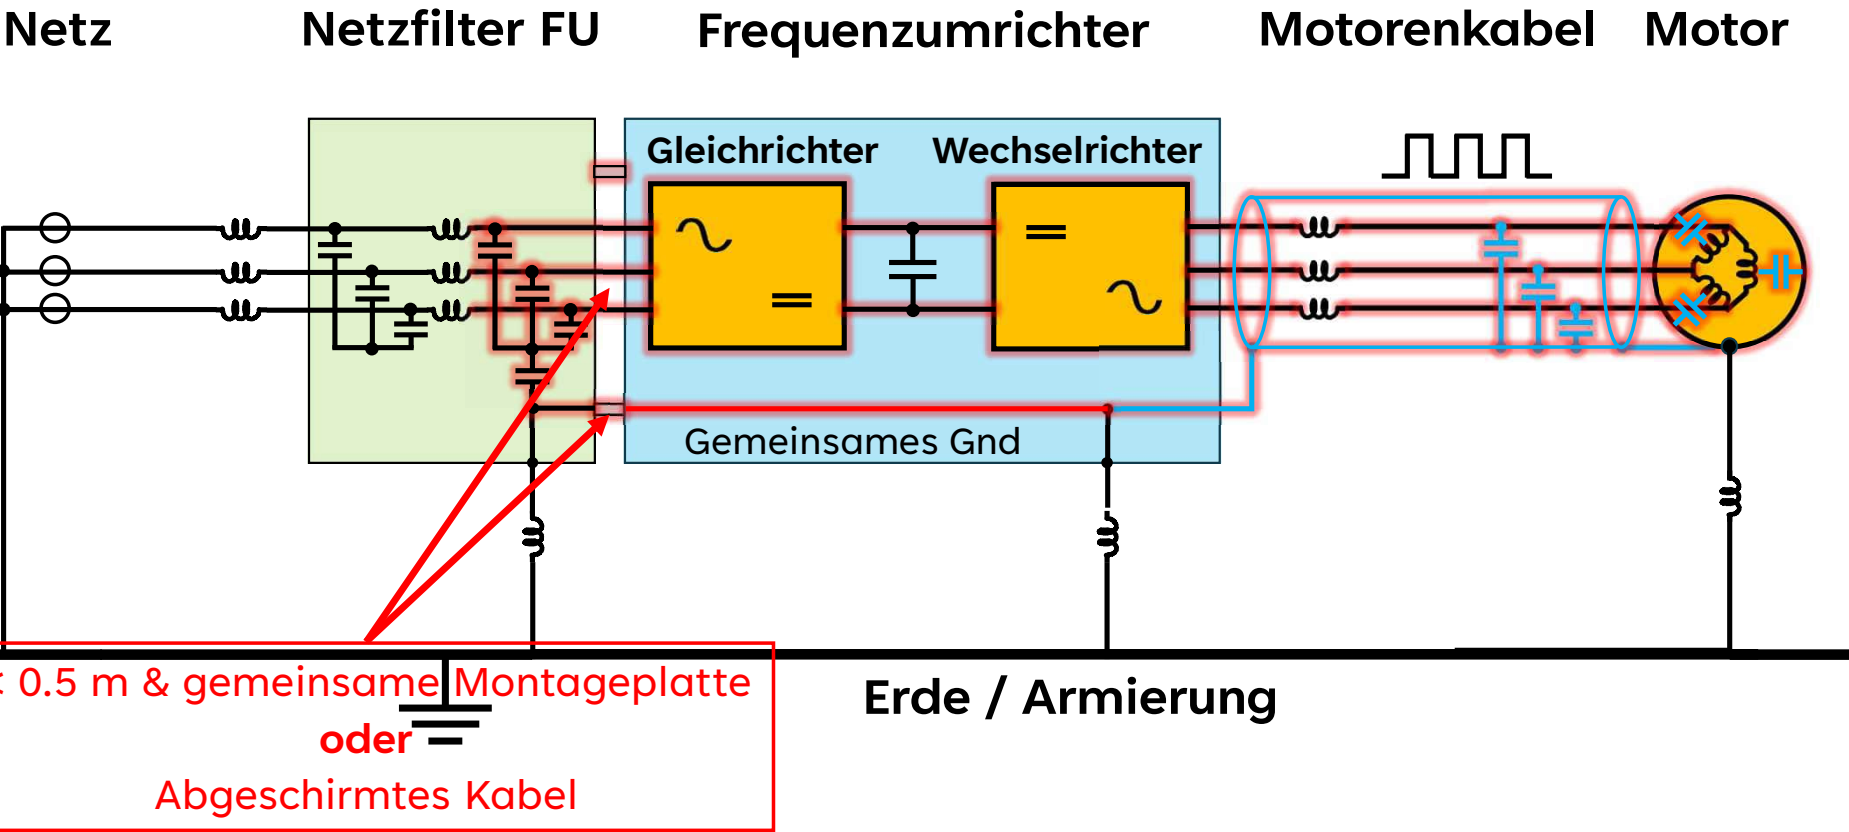 Netz
Netzfilter FU
Frequenzumrichter
Motorenkabel
Motor
Gleichrichter
Wechselrichter
Gemeinsames Gnd
< 0.5 m & gemeinsame Montageplatte
oder
Abgeschirmtes Kabel
Erde / Armierung